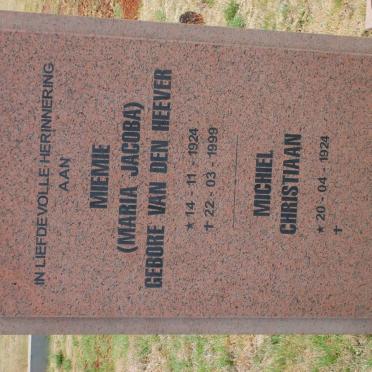 IN LIEFDEVOLLE HERINNERING
AAN
MIEMIE
(MARIA JACOBA)
GEBORE VAN DEN HEEVER
★ 14 - 11 - 1924
✝ 22 - 03 - 1999
MICHIEL
CHRISTIAAN
★ 20 - 04 - 1924
✝